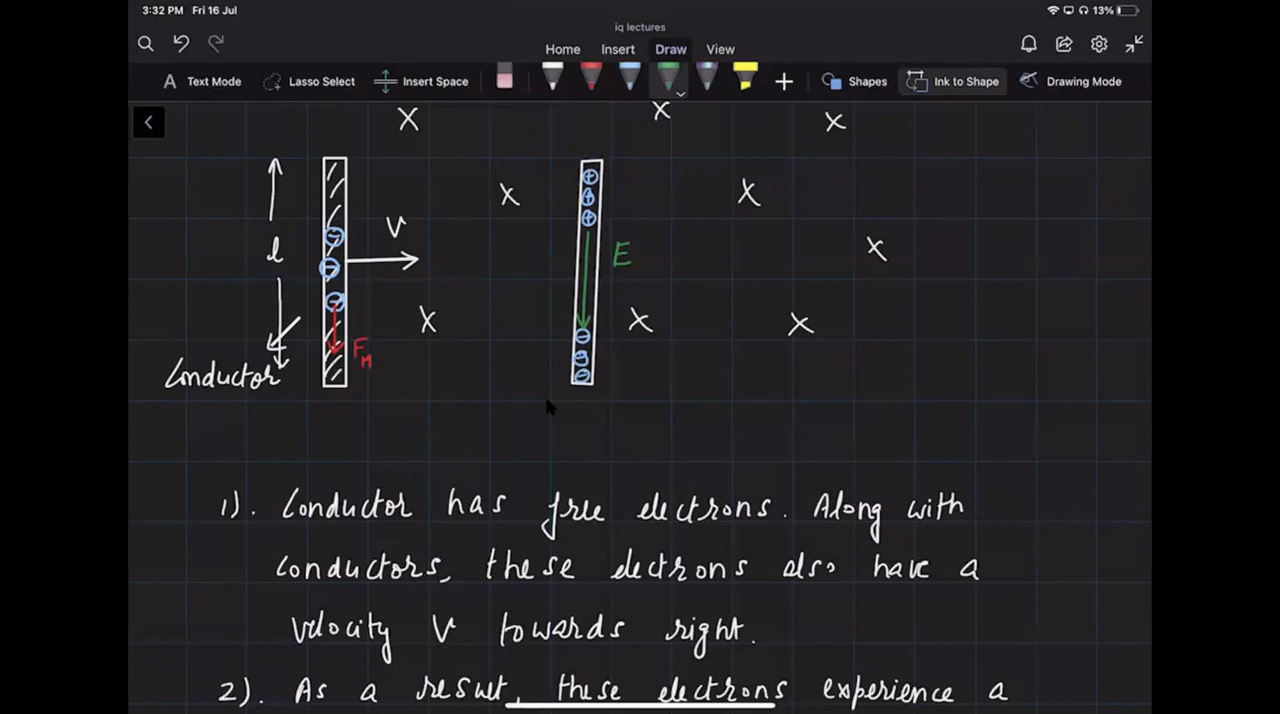 3:32 PM Fri 16 Jul
13%
iq lectures
Home Insert Draw View
Text Mode Lasso Select Insert Space Shapes Ink to Shape Drawing Mode
X X X
X X
l V E X
X X X
FM
Conductor
1). Conductor has free electrons. Along with
conductors, these electrons also have a
velocity V towards right.
2). As a result, these electrons experience a